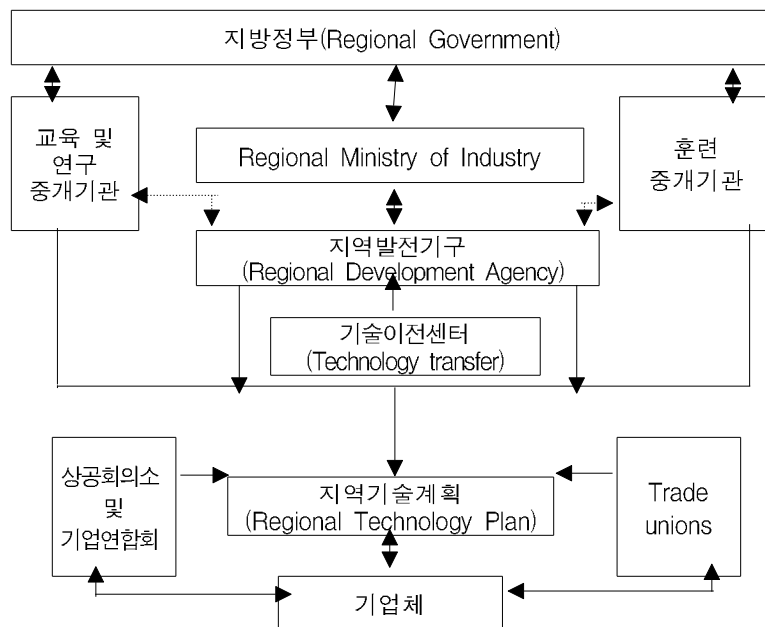 지방정부(Regional Government)
교육 및
연구
중개기관
Regional Ministry of Industry
훈련
중개기관
지역발전기구
(Regional Development Agency)
기술이전센터
(Technology transfer)
상공회의소
및
기업연합회
지역기술계획
(Regional Technology Plan)
Trade
unions
기업체